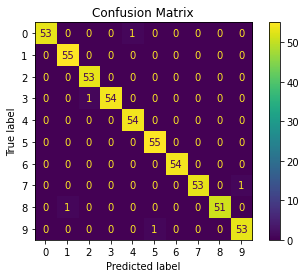 Confusion Matrix
0 53 0 0 0 1 0 0 0 0 0
1 0 55 0 0 0 0 0 0 0 0
2 0 0 53 0 0 0 0 0 0 0
3 0 0 1 54 0 0 0 0 0 0
4 0 0 0 0 54 0 0 0 0 0
5 0 0 0 0 0 55 0 0 0 0
6 0 0 0 0 0 0 54 0 0 0
7 0 0 0 0 0 0 0 53 0 1
8 0 1 0 0 0 0 0 0 51 0
9 0 0 0 0 0 1 0 0 0 53
0 1 2 3 4 5 6 7 8 9
Predicted label
True label
50
40
30
20
10
0